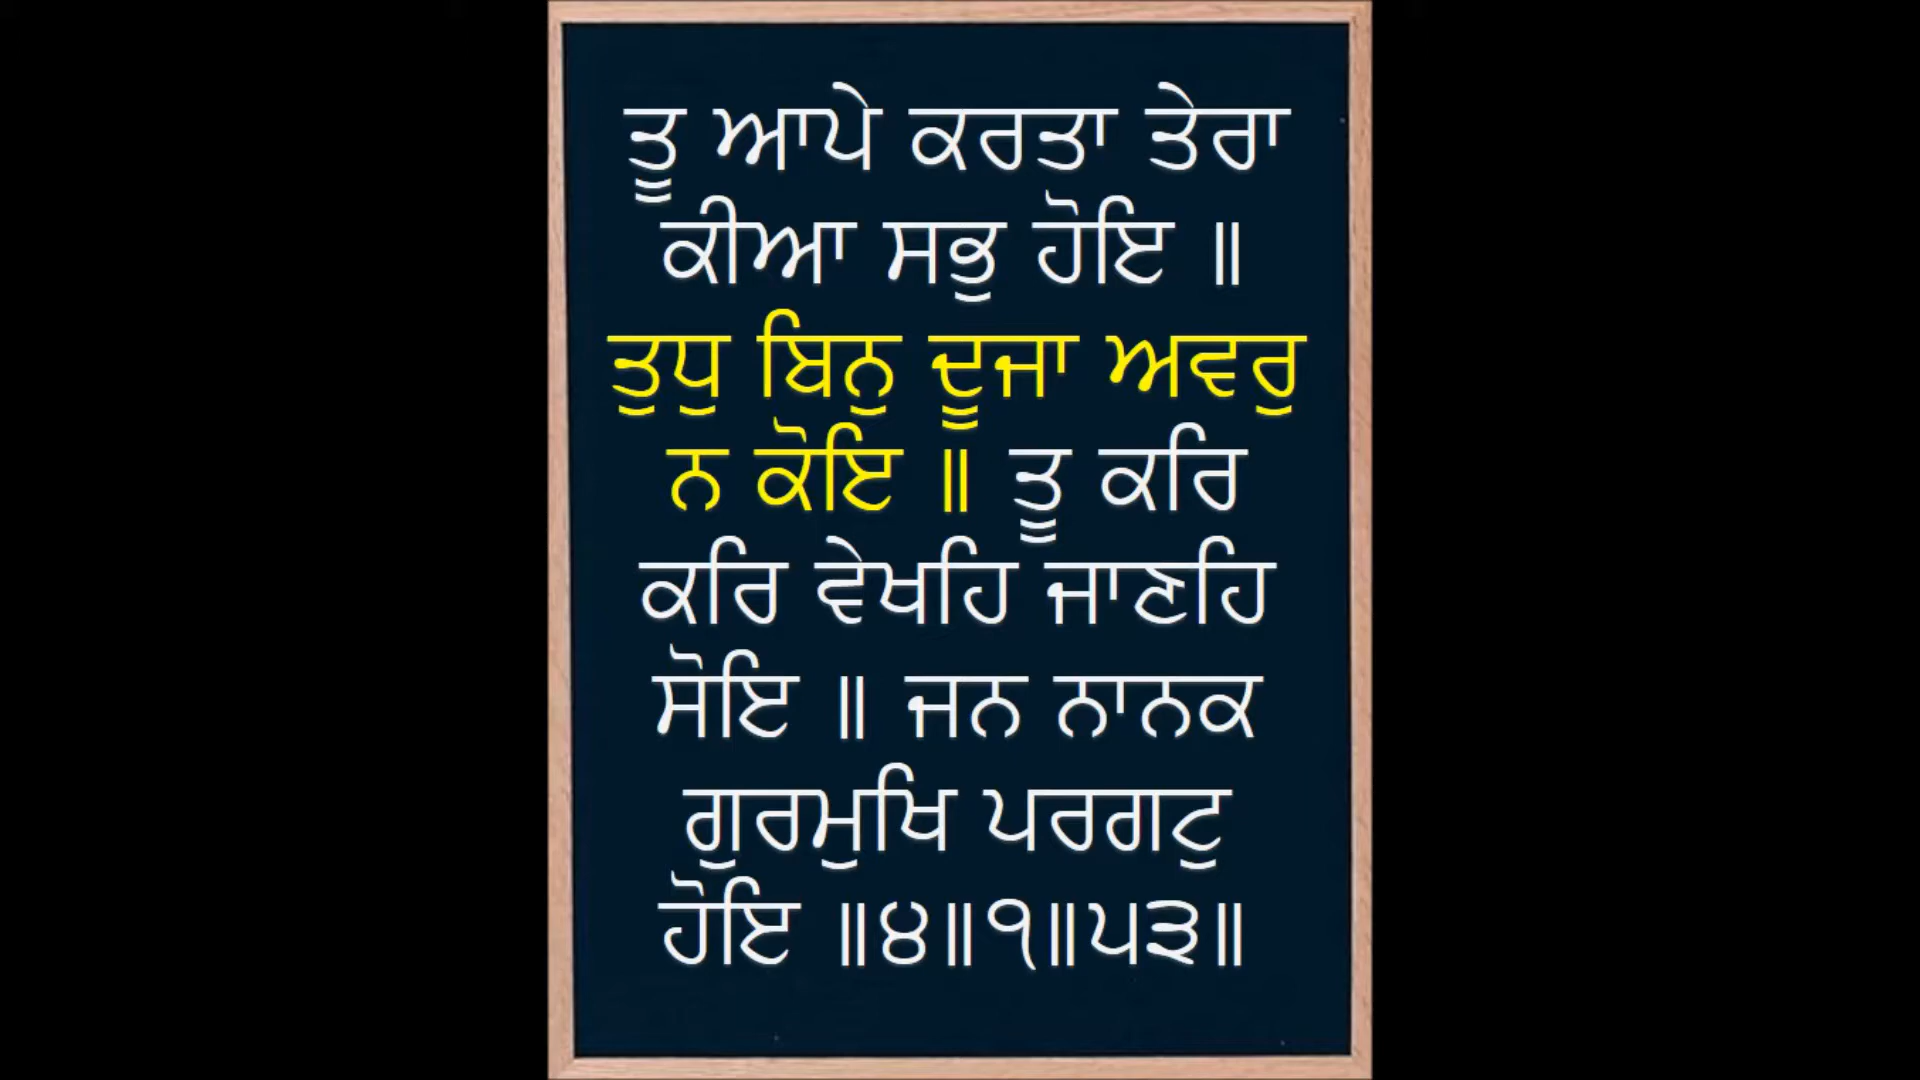 ਤੂ ਆਪੇ ਕਰਤਾ ਤੇਰਾ
ਕੀਆ ਸਭੁ ਹੋਇ ॥
ਤੁਧੁ ਬਿਨੁ ਦੂਜਾ ਅਵਰੁ
ਨ ਕੋਇ ॥ ਤੂ ਕਰਿ
ਕਰਿ ਵੇਖਹਿ ਜਾਣਹਿ
ਸੋਇ ॥ ਜਨ ਨਾਨਕ
ਗੁਰਮੁਖਿ ਪਰਗਟੁ
ਹੋਇ ॥੪॥੧॥੫੩॥